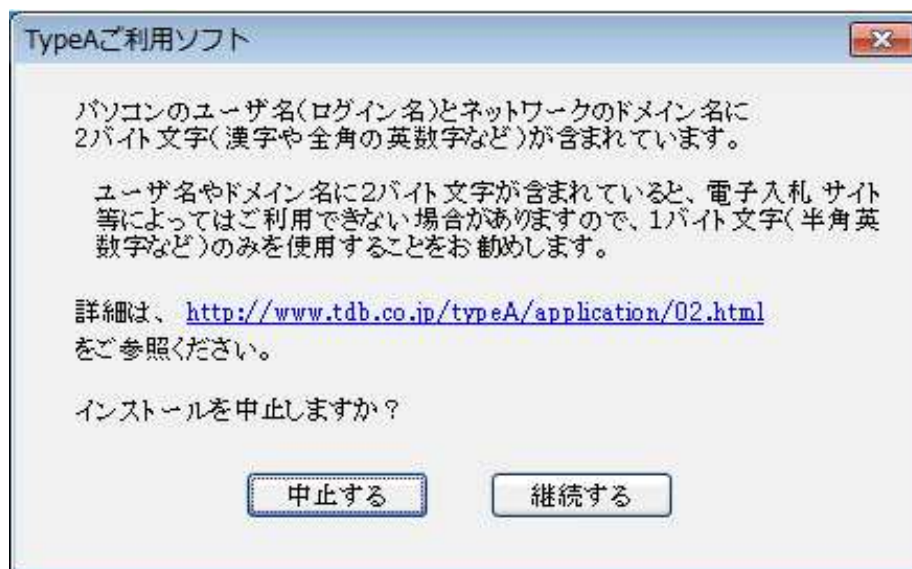 TypeAご利用ソフト
パソコンのユーザ名(ログイン名)とネットワークのドメイン名に
2バイト文字(漢字や全角の英数字など)が含まれています。
ユーザ名やドメイン名に2バイト文字が含まれていると、電子入札サイト
等によってはご利用できない場合がありますので、1バイト文字(半角英
数字など)のみを使用することをお勧めします。
詳細は、 http://www.tdb.co.jp/typeA/application/02.html
をご参照ください。
インストールを中止しますか？
中止する
継続する